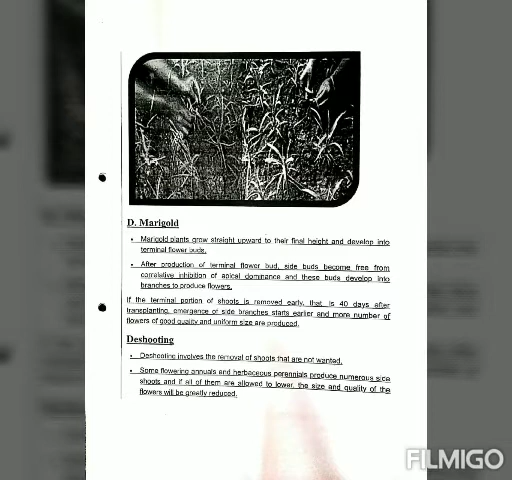 D. Marigold
• Marigold plants grow straight upward to their final height and develop into
terminal flower buds.
• After production of terminal flower bud, side buds become free from
correlative inhibition of apical dominance and these buds develop into
branches to produce flowers.
If the terminal portion of shoots is removed early, that, is 40 days after
transplanting, emergence of side branches starts earlier and more number of
flowers of good quality and uniform size are produced.
Deshooting
• Deshooting involves the removal of shoots that are not wanted.
• Some flowering annuals and herbaceous perennials produce numerous side
shoots and if all of them are allowed to lower, the size and quality of the
flowers will be greatly reduced.
FILMIGO